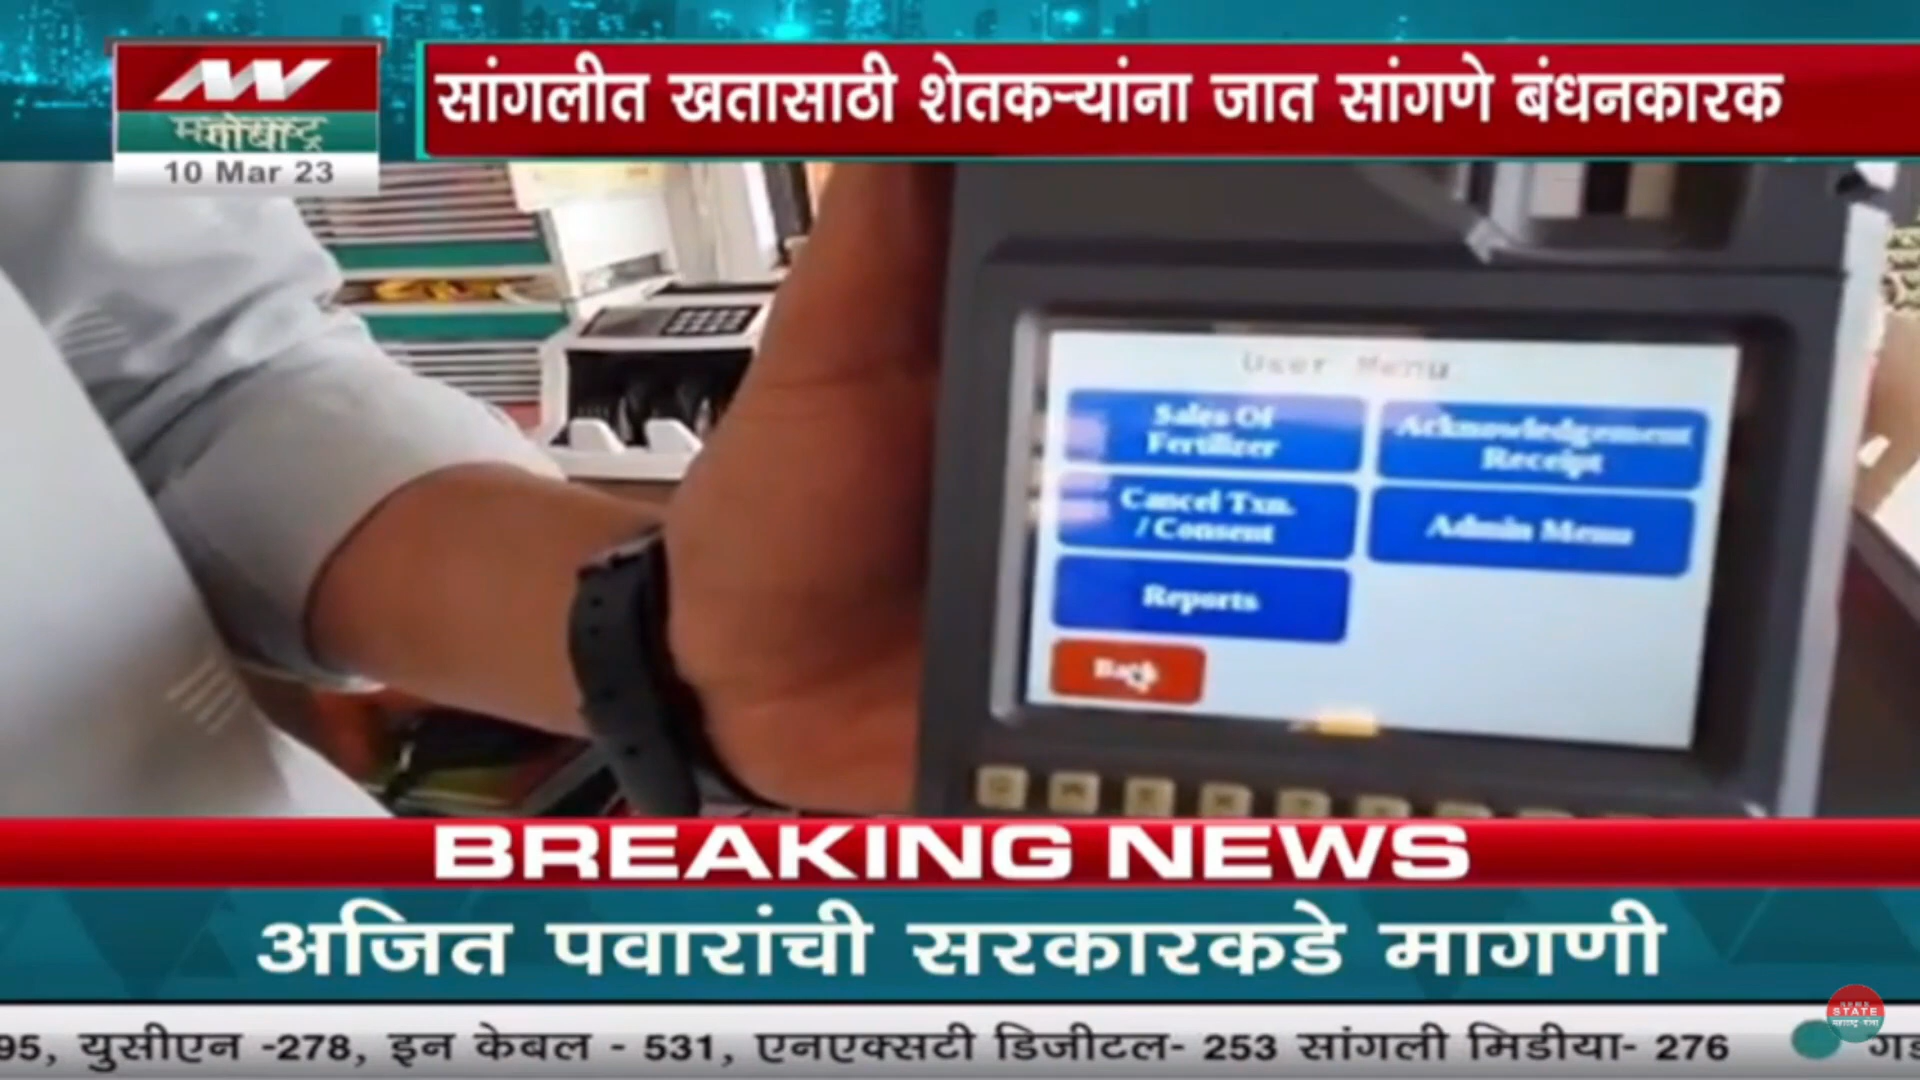 सांगलीत खतासाठी शेतकऱ्यांना जात सांगणे बंधनकारक
10 Mar 23
User Menu
Sales Of
Fertilizer
Acknowledgement
Receipt
Cancel Txn.
/ Consent
Admin Menu
Reports
Back
BREAKING NEWS
अजित पवारांची सरकारकडे मागणी
95, युसीएन -278, इन केबल - 531, एनएक्सटी डिजीटल- 253 सांगली मिडीया- 276
STATE